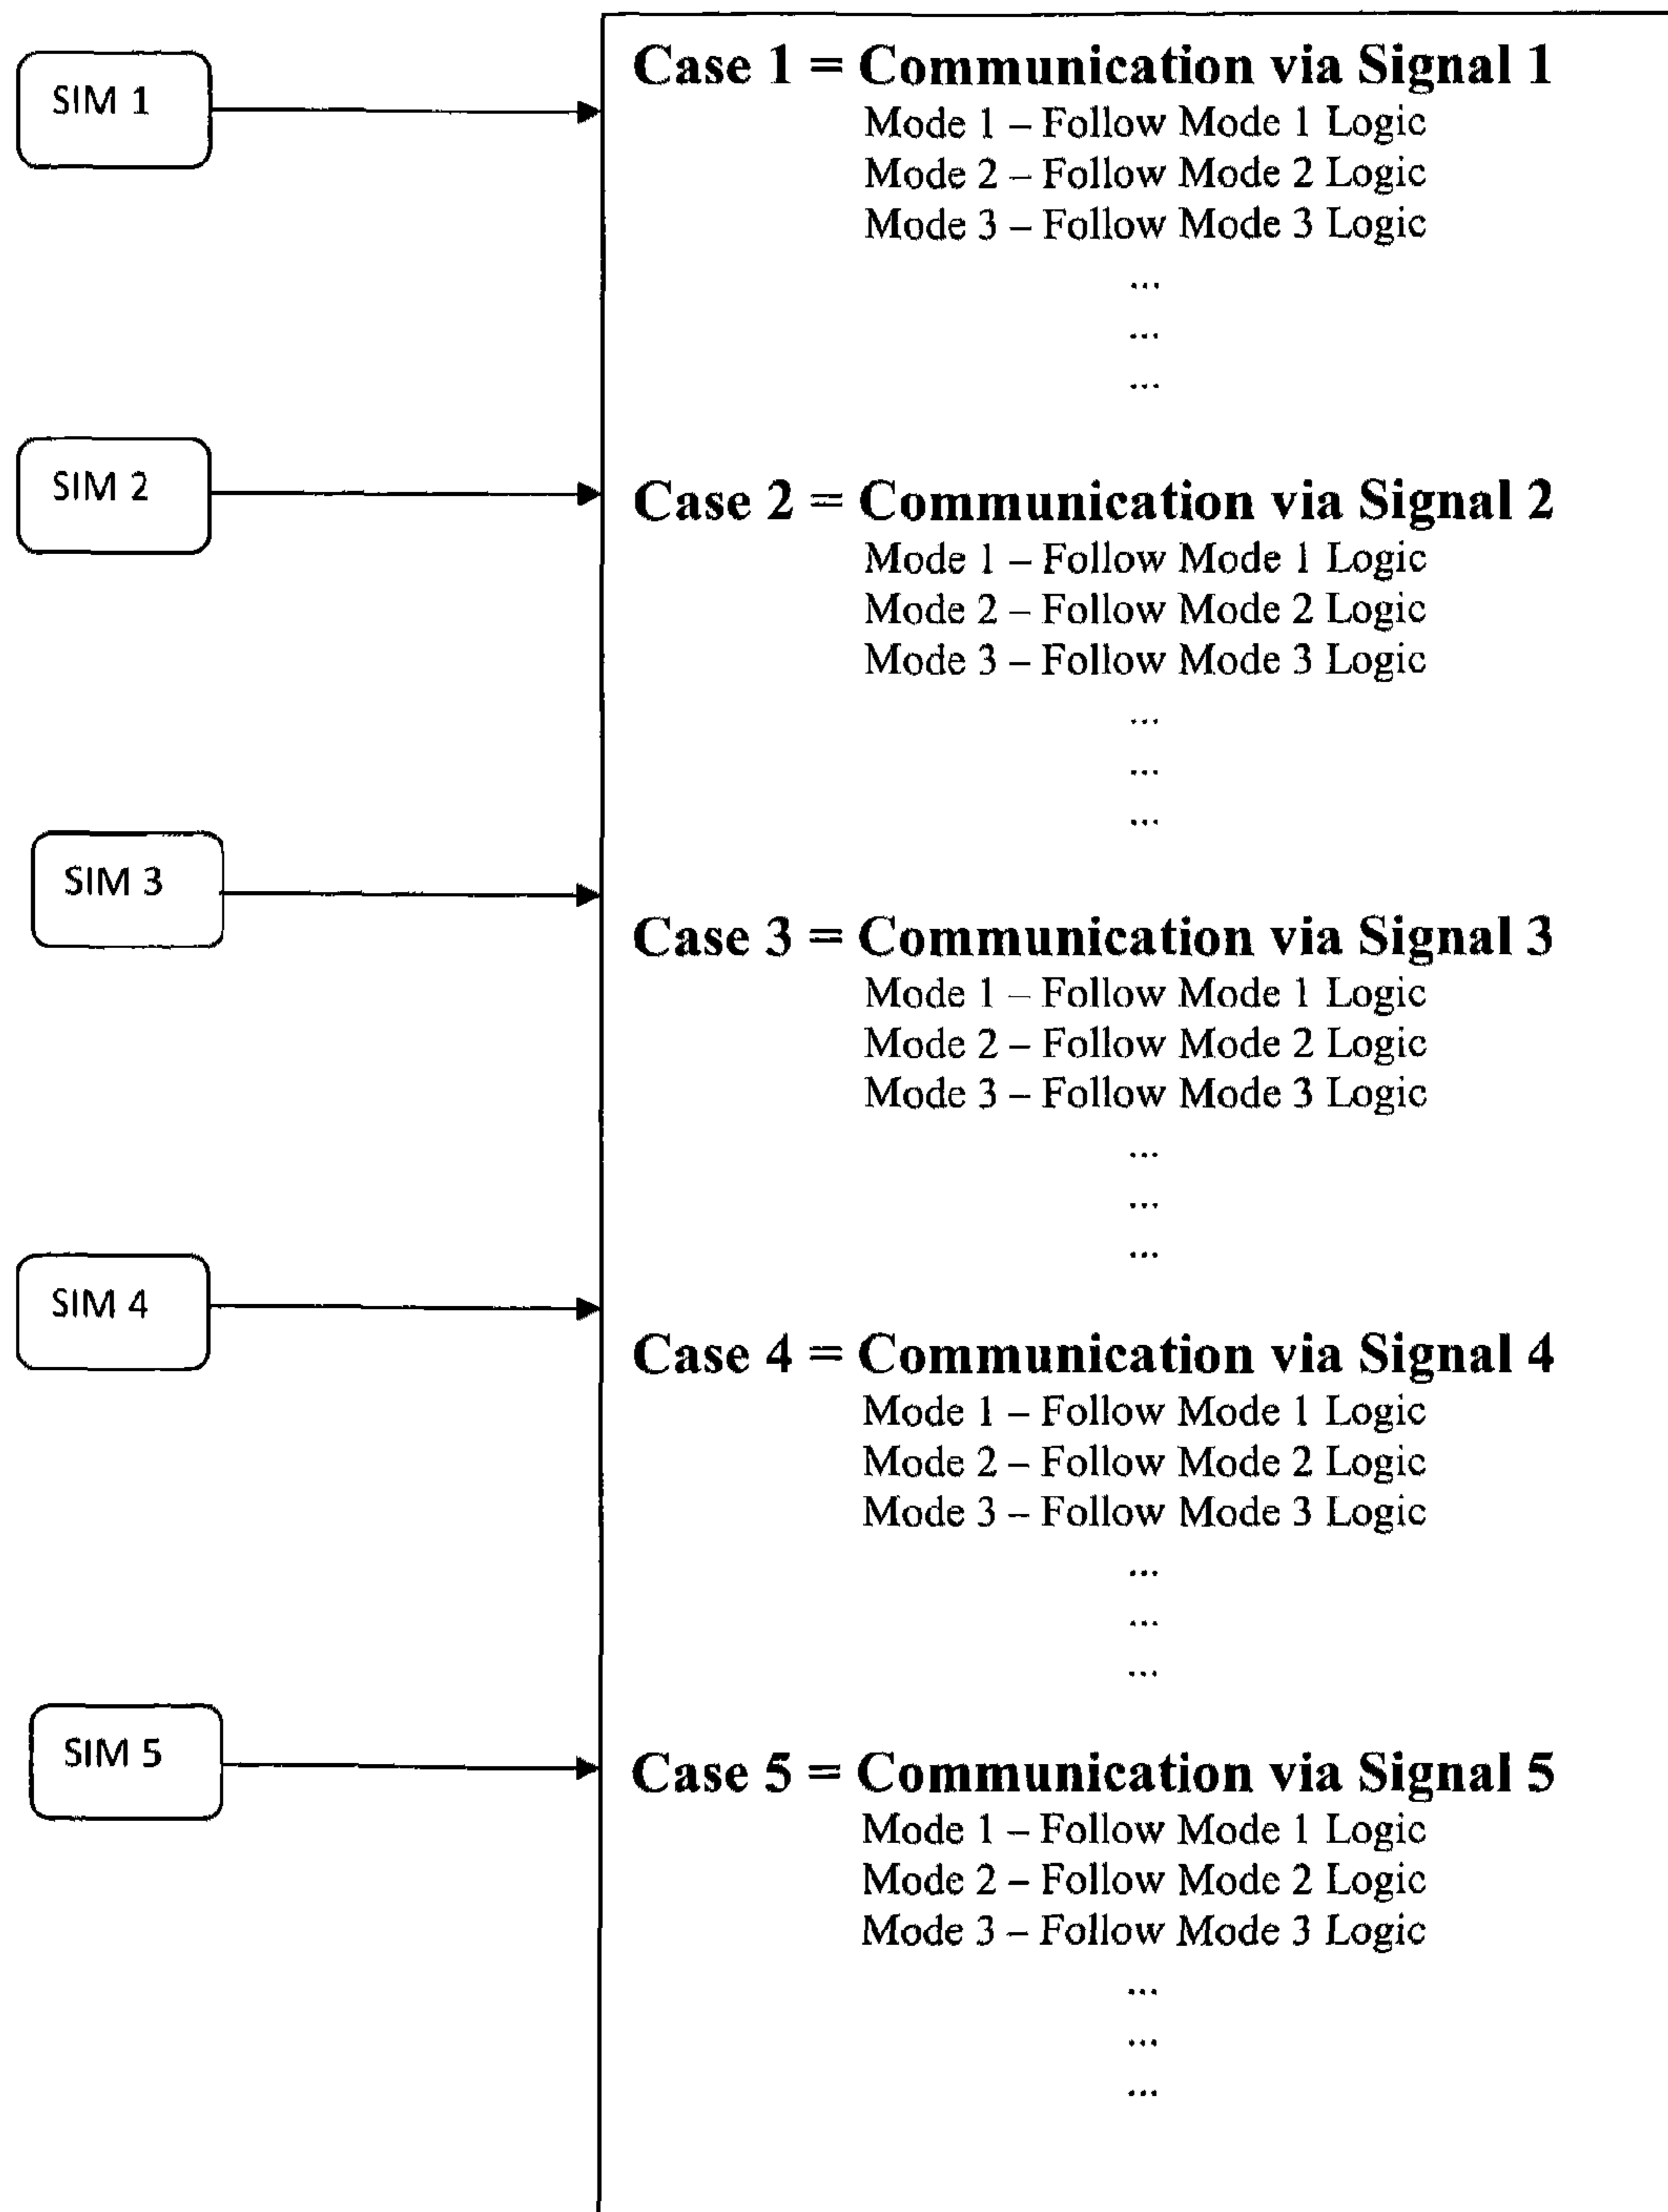 SIM 1
Case 1 = Communication via Signal 1
Mode 1 – Follow Mode 1 Logic
Mode 2 – Follow Mode 2 Logic
Mode 3 – Follow Mode 3 Logic
...
...
...
SIM 2
Case 2 = Communication via Signal 2
Mode 1 – Follow Mode 1 Logic
Mode 2 – Follow Mode 2 Logic
Mode 3 – Follow Mode 3 Logic
...
...
...
SIM 3
Case 3 = Communication via Signal 3
Mode 1 – Follow Mode 1 Logic
Mode 2 – Follow Mode 2 Logic
Mode 3 – Follow Mode 3 Logic
...
...
...
SIM 4
Case 4 = Communication via Signal 4
Mode 1 – Follow Mode 1 Logic
Mode 2 – Follow Mode 2 Logic
Mode 3 – Follow Mode 3 Logic
...
...
...
SIM 5
Case 5 = Communication via Signal 5
Mode 1 – Follow Mode 1 Logic
Mode 2 – Follow Mode 2 Logic
Mode 3 – Follow Mode 3 Logic
...
...
...